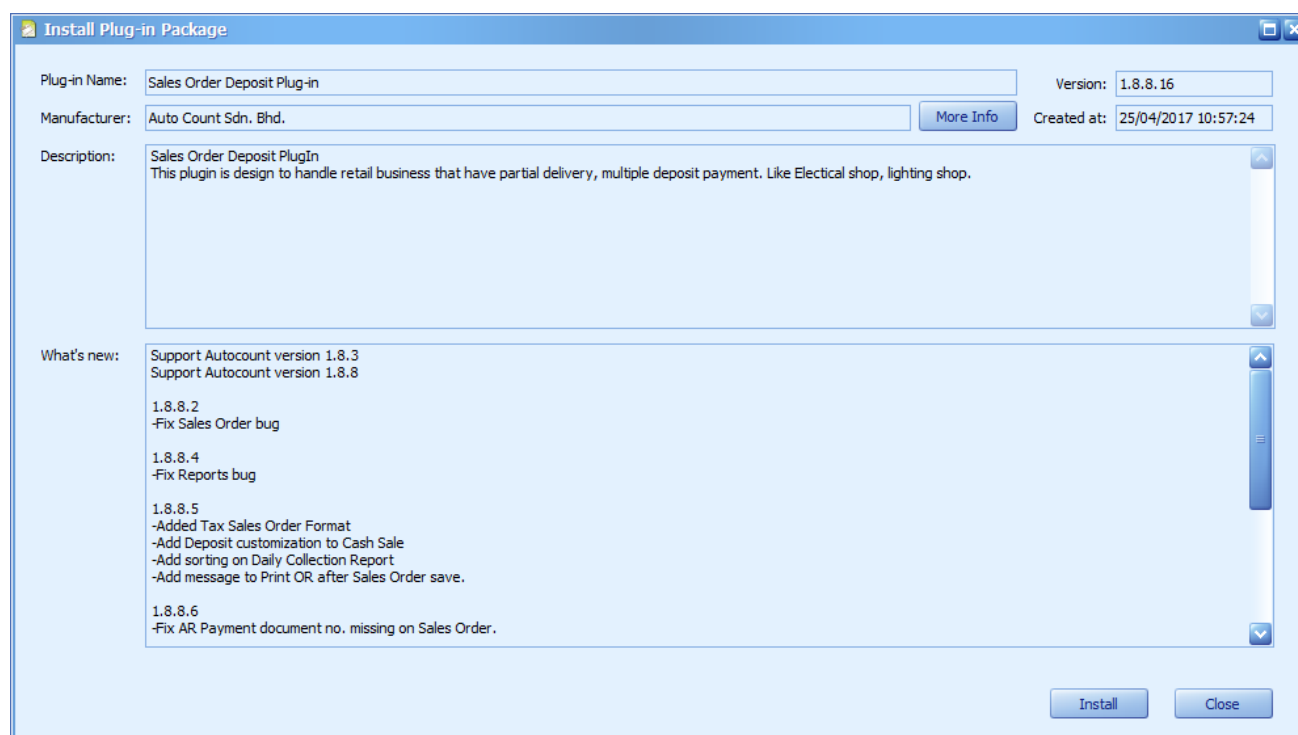 Install Plug-in Package
Plug-in Name: Sales Order Deposit Plug-in Version: 1.8.8.16
Manufacturer: Auto Count Sdn. Bhd. More Info Created at: 25/04/2017 10:57:24
Description: Sales Order Deposit PlugIn
This plugin is design to handle retail business that have partial delivery, multiple deposit payment. Like Electical shop, lighting shop.
What's new: Support Autocount version 1.8.3
Support Autocount version 1.8.8
1.8.8.2
-Fix Sales Order bug
1.8.8.4
-Fix Reports bug
1.8.8.5
-Added Tax Sales Order Format
-Add Deposit customization to Cash Sale
-Add sorting on Daily Collection Report
-Add message to Print OR after Sales Order save.
1.8.8.6
-Fix AR Payment document no. missing on Sales Order.
Install Close